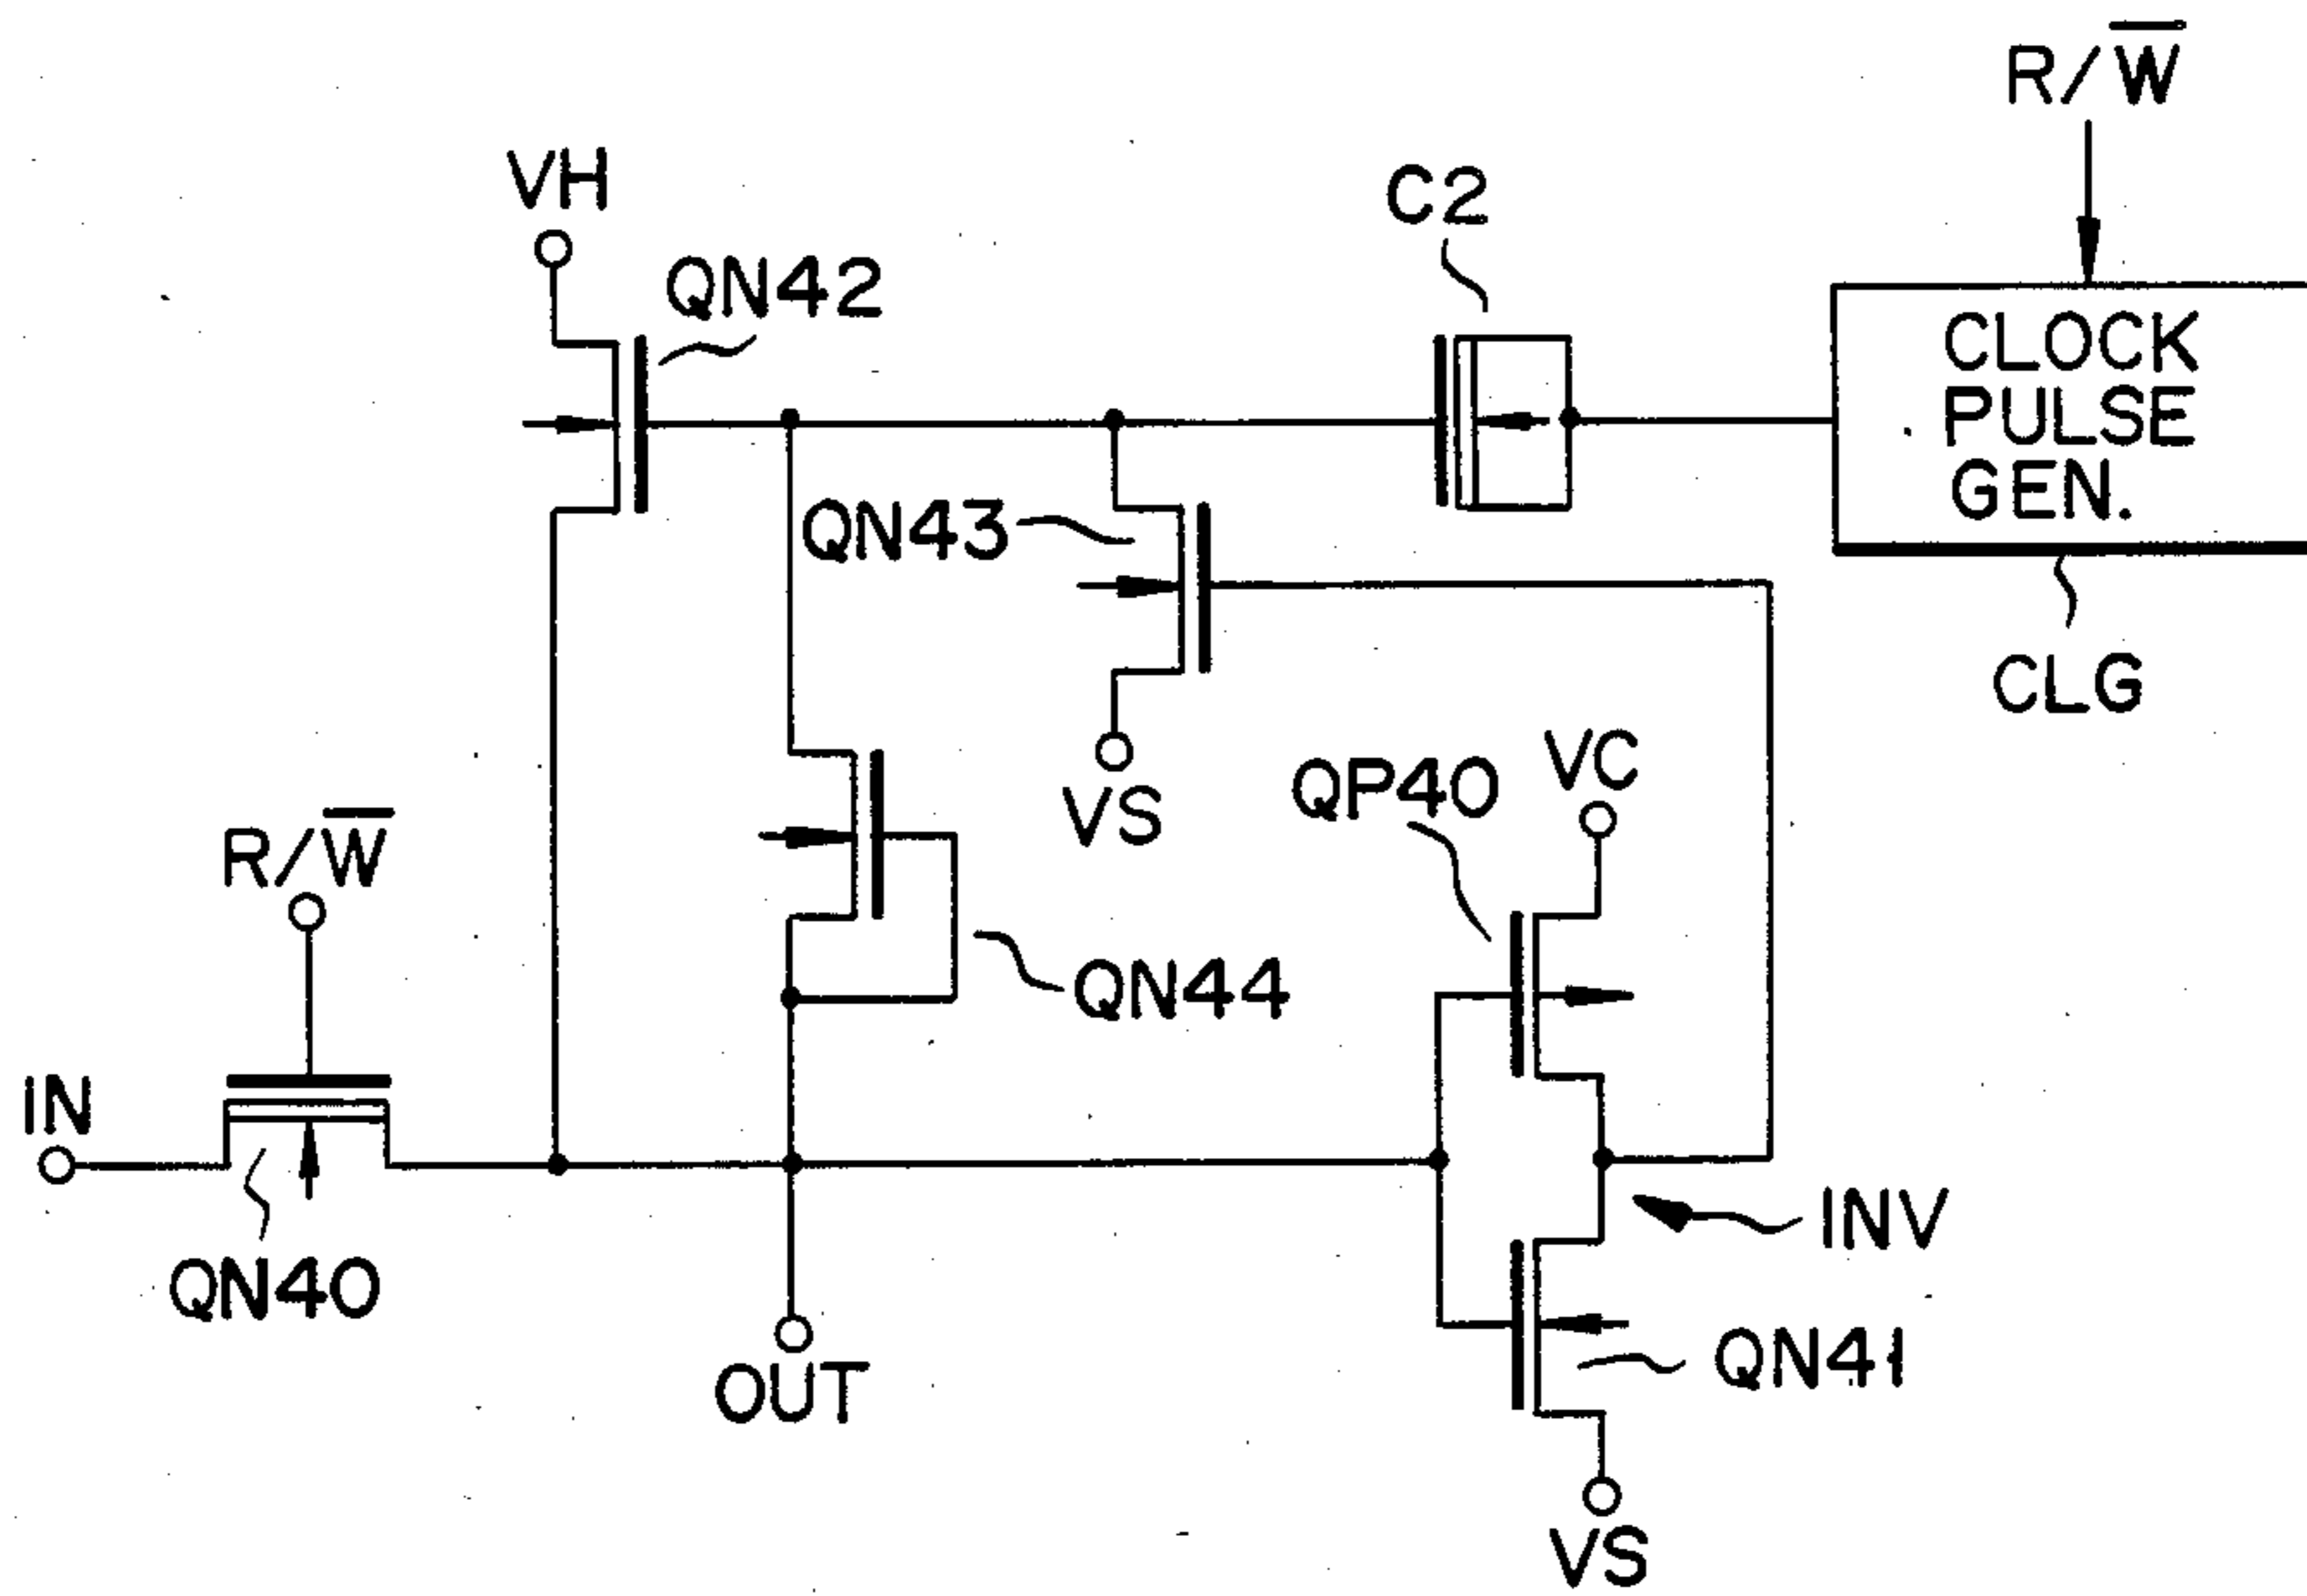 R/W̅
VH
C2
QN42
CLOCK
PULSE
GEN.
QN43
CLG
VC
QP40
VS
R/W̅
QN44
IN
INV
QN40
QN41
OUT
VS